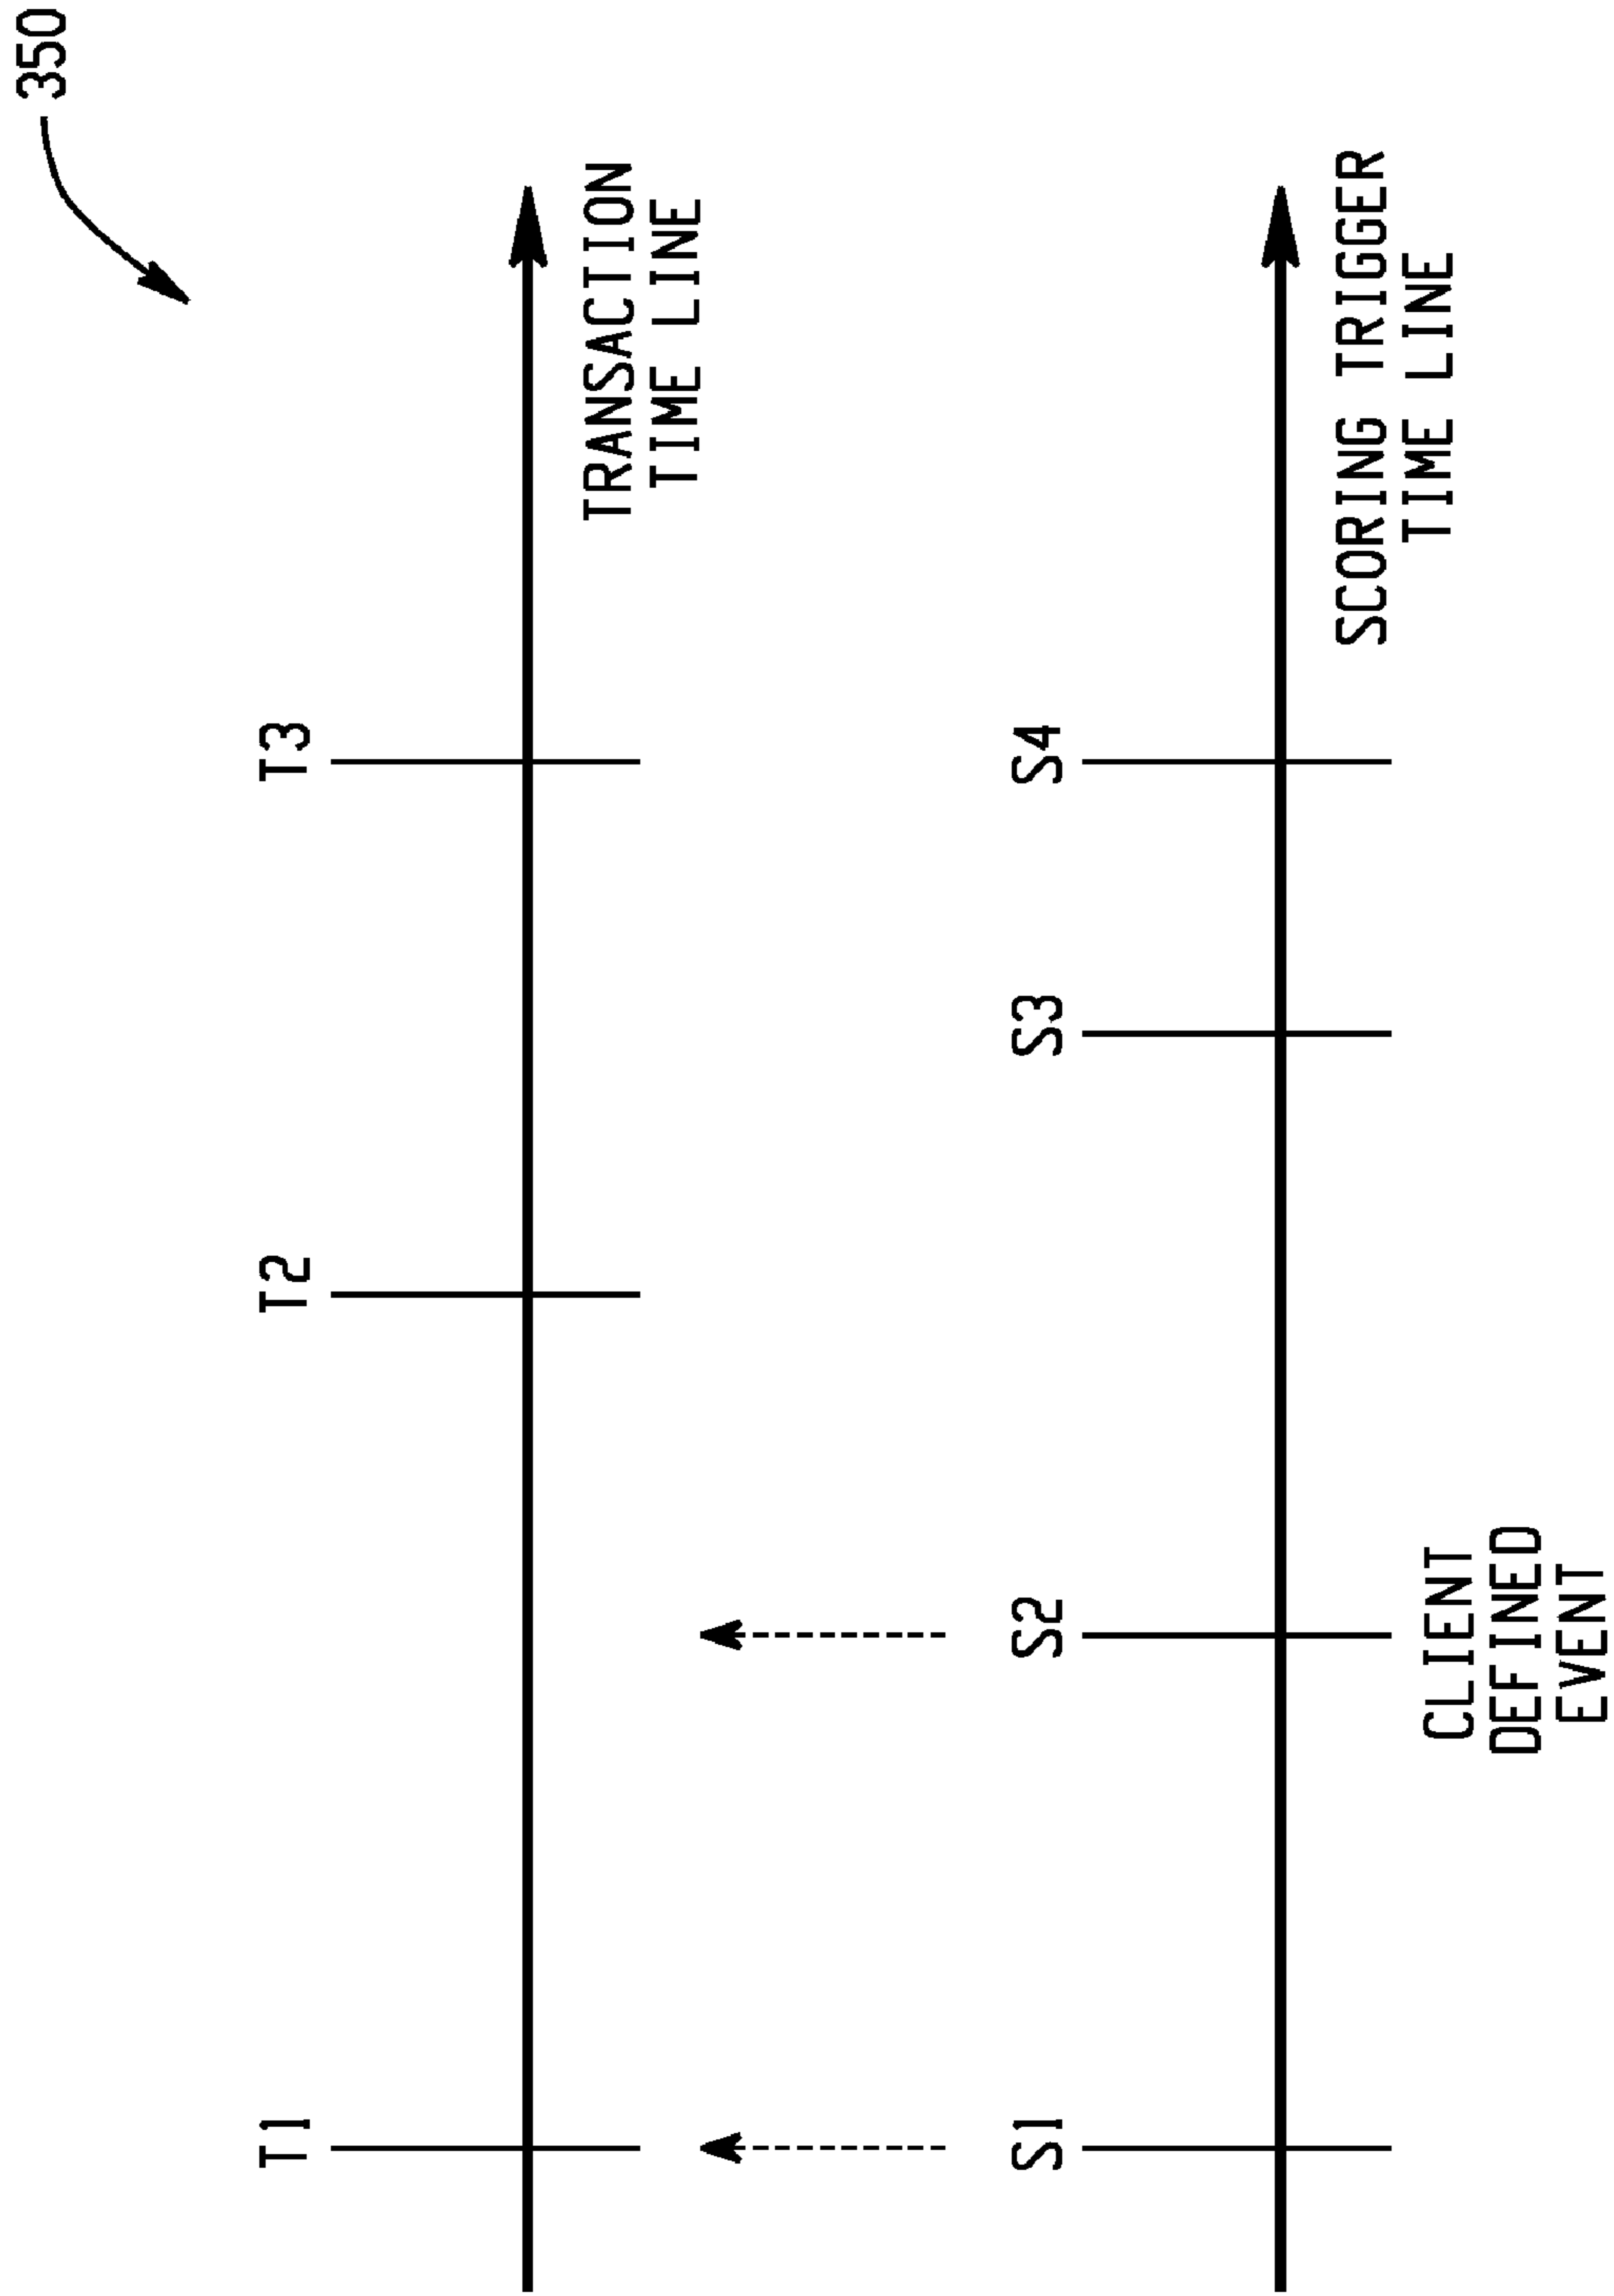 350
T1
T2
T3
TRANSACTION
TIME LINE
S1
S2
S3
S4
SCORING TRIGGER
TIME LINE
CLIENT
DEFINED
EVENT